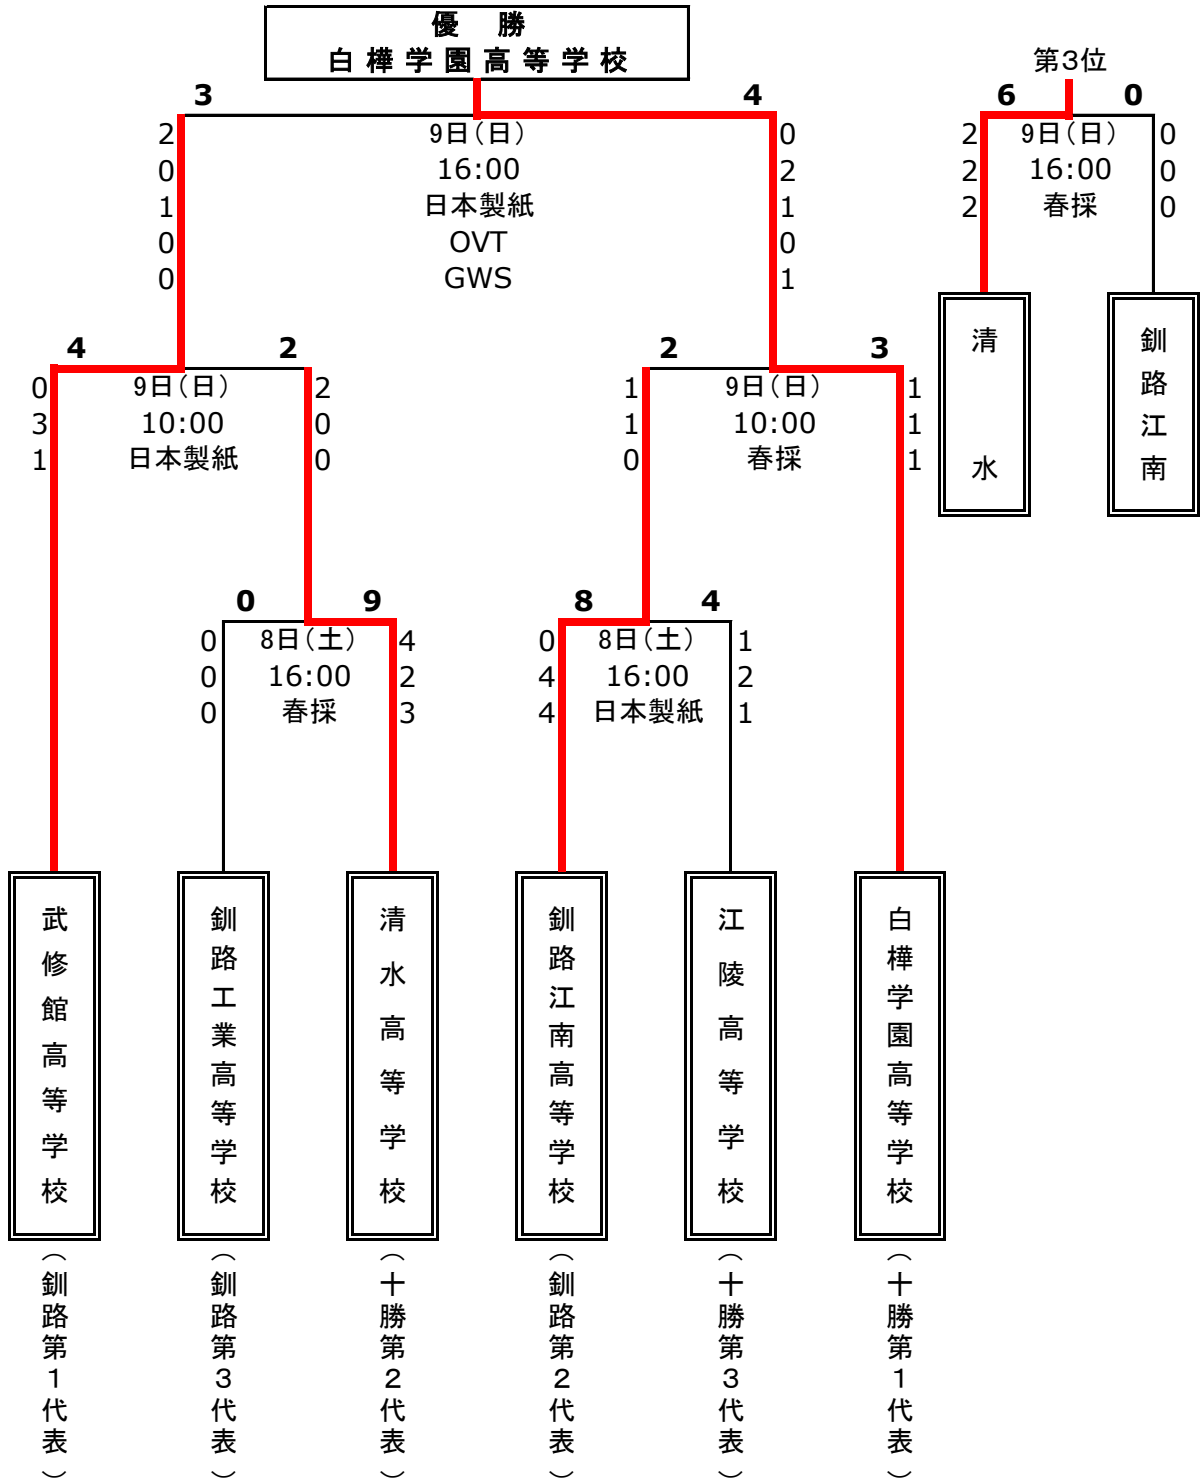 優　勝
白樺学園高等学校
第3位
3 4
6 0
2 9日（日） 0
0 16:00 2
1 日本製紙 1
0 OVT 0
0 GWS 1
2 9日（日） 0
2 16:00 0
2 春採 0
清水
釧路江南
4 2
0 9日（日） 2
3 10:00 0
1 日本製紙 0
2 3
1 9日（日） 1
1 10:00 1
0 春採 1
0 9
0 8日（土） 4
0 16:00 2
0 春採 3
8 4
0 8日（土） 1
4 16:00 2
4 日本製紙 1
武修館高等学校
（釧路第1代表）
釧路工業高等学校
（釧路第3代表）
清水高等学校
（十勝第2代表）
釧路江南高等学校
（釧路第2代表）
江陵高等学校
（十勝第3代表）
白樺学園高等学校
（十勝第1代表）